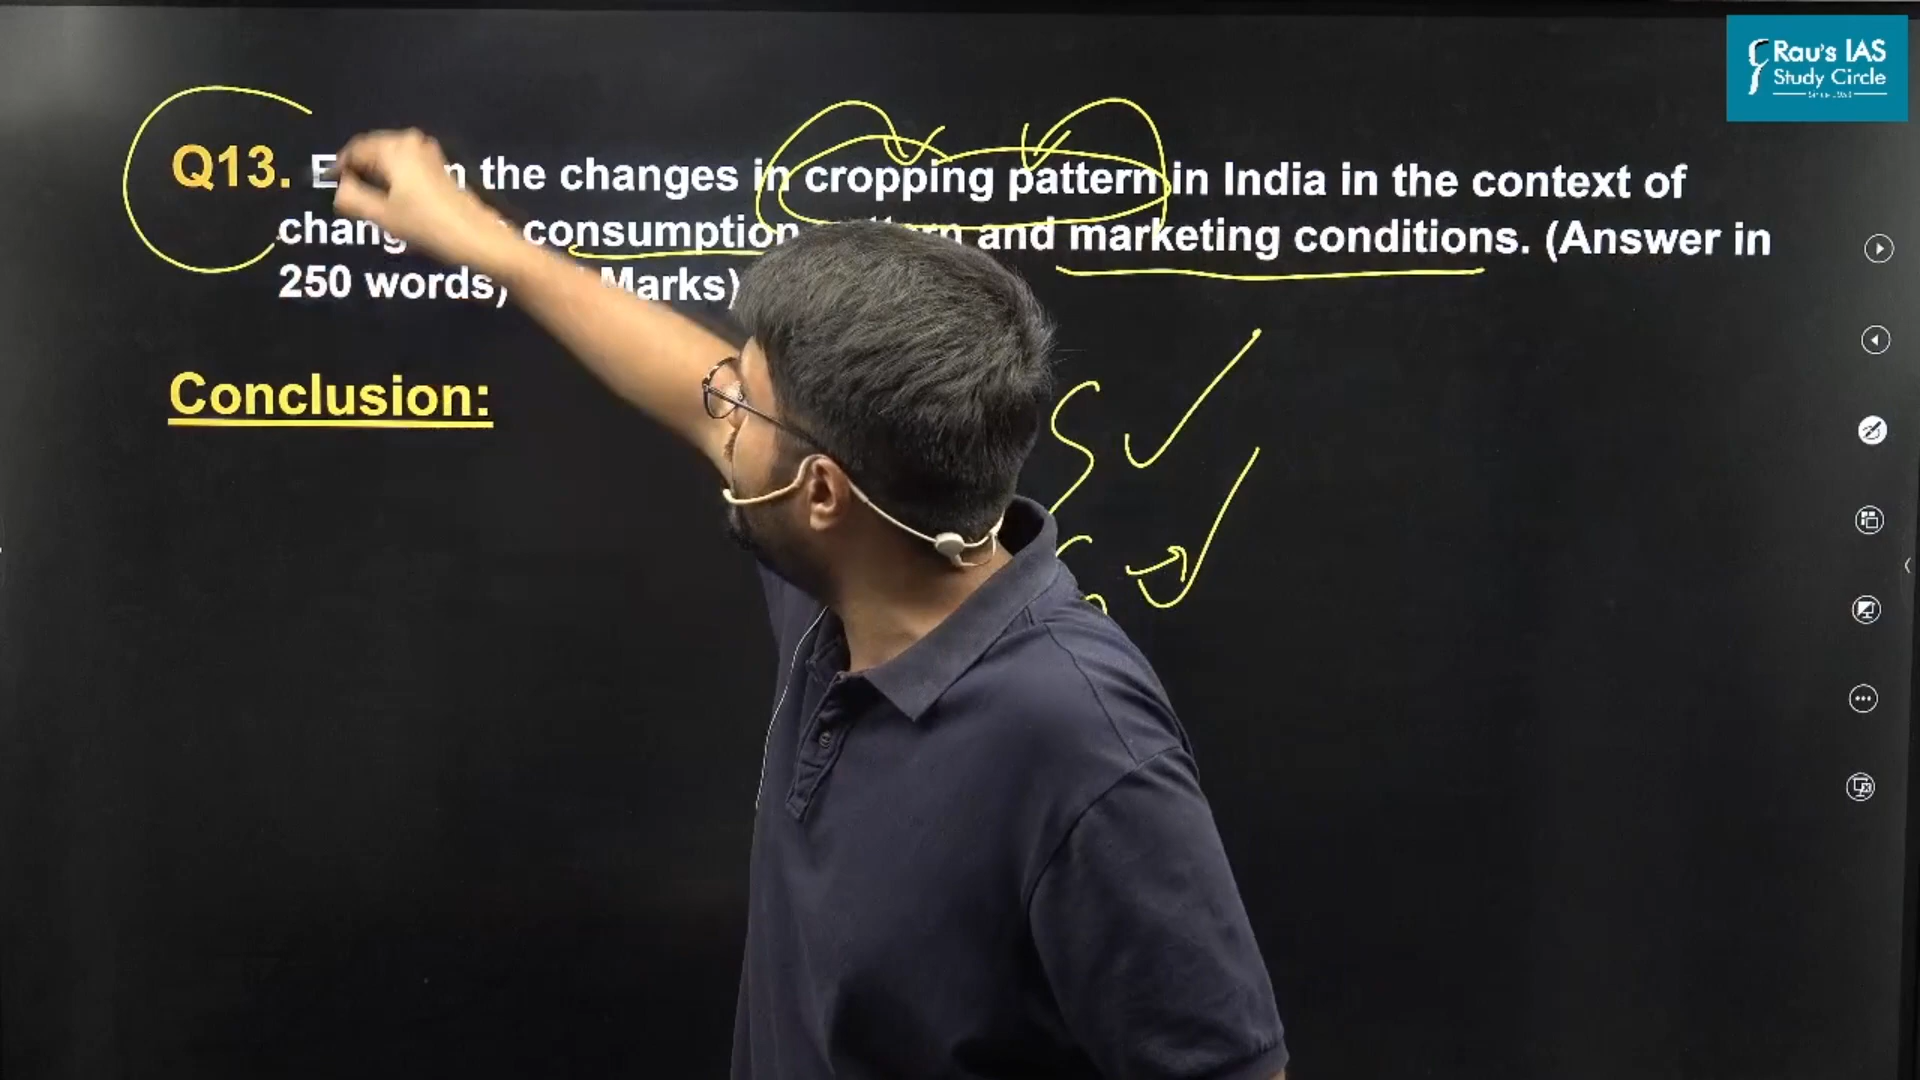 Rau's IAS
Study Circle
Q13. the changes in cropping pattern in India in the context of
consumption and marketing conditions. (Answer in
250 words) Marks)
Conclusion: